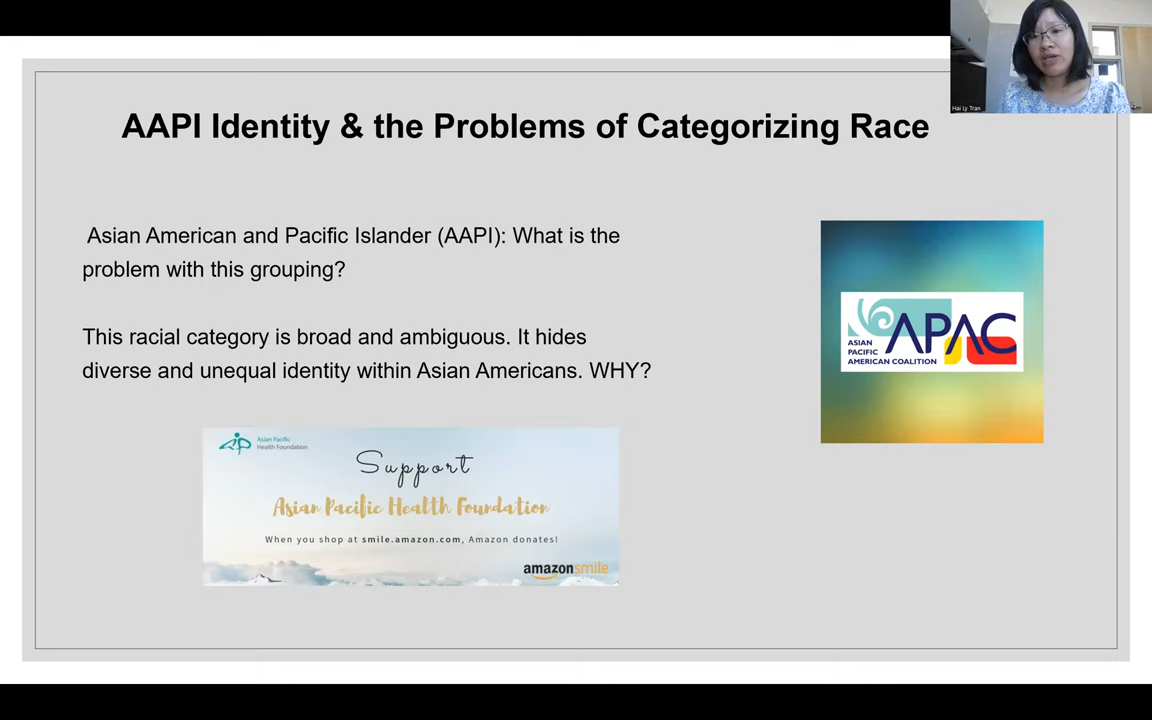 Hai Ly Tran
AAPI Identity & the Problems of Categorizing Race
Asian American and Pacific Islander (AAPI): What is the
problem with this grouping?
This racial category is broad and ambiguous. It hides
diverse and unequal identity within Asian Americans. WHY?
APAC
ASIAN
PACIFIC
AMERICAN COALITION
Asian Pacific
Health Foundation
Support
Asian Pacific Health Foundation
When you shop at smile.amazon.com, Amazon donates!
amazonsmile